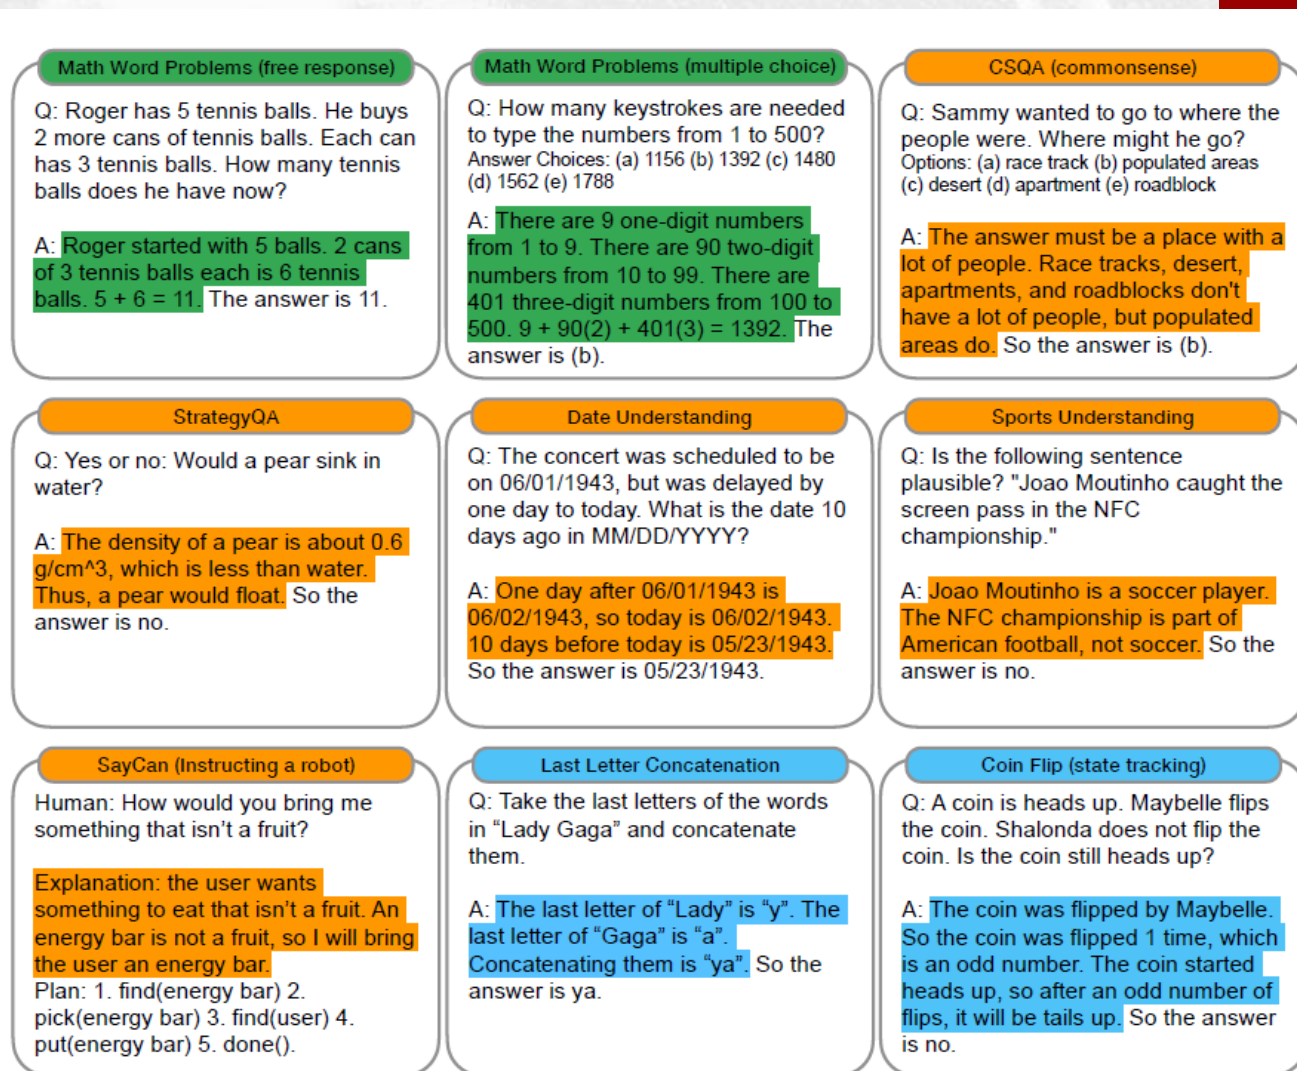 Math Word Problems (free response)
Q: Roger has 5 tennis balls. He buys
2 more cans of tennis balls. Each can
has 3 tennis balls. How many tennis
balls does he have now?
A: Roger started with 5 balls. 2 cans
of 3 tennis balls each is 6 tennis
balls. 5 + 6 = 11. The answer is 11.
Math Word Problems (multiple choice)
Q: How many keystrokes are needed
to type the numbers from 1 to 500?
Answer Choices: (a) 1156 (b) 1392 (c) 1480
(d) 1562 (e) 1788
A: There are 9 one-digit numbers
from 1 to 9. There are 90 two-digit
numbers from 10 to 99. There are
401 three-digit numbers from 100 to
500. 9 + 90(2) + 401(3) = 1392. The
answer is (b).
CSQA (commonsense)
Q: Sammy wanted to go to where the
people were. Where might he go?
Options: (a) race track (b) populated areas
(c) desert (d) apartment (e) roadblock
A: The answer must be a place with a
lot of people. Race tracks, desert,
apartments, and roadblocks don't
have a lot of people, but populated
areas do. So the answer is (b).
StrategyQA
Q: Yes or no: Would a pear sink in
water?
A: The density of a pear is about 0.6
g/cm^3, which is less than water.
Thus, a pear would float. So the
answer is no.
Date Understanding
Q: The concert was scheduled to be
on 06/01/1943, but was delayed by
one day to today. What is the date 10
days ago in MM/DD/YYYY?
A: One day after 06/01/1943 is
06/02/1943, so today is 06/02/1943.
10 days before today is 05/23/1943.
So the answer is 05/23/1943.
Sports Understanding
Q: Is the following sentence
plausible? "Joao Moutinho caught the
screen pass in the NFC
championship."
A: Joao Moutinho is a soccer player.
The NFC championship is part of
American football, not soccer. So the
answer is no.
SayCan (Instructing a robot)
Human: How would you bring me
something that isn't a fruit?
Explanation: the user wants
something to eat that isn't a fruit. An
energy bar is not a fruit, so I will bring
the user an energy bar.
Plan: 1. find(energy bar) 2.
pick(energy bar) 3. find(user) 4.
put(energy bar) 5. done().
Last Letter Concatenation
Q: Take the last letters of the words
in “Lady Gaga” and concatenate
them.
A: The last letter of “Lady” is “y”. The
last letter of “Gaga” is “a”.
Concatenating them is “ya”. So the
answer is ya.
Coin Flip (state tracking)
Q: A coin is heads up. Maybelle flips
the coin. Shalonda does not flip the
coin. Is the coin still heads up?
A: The coin was flipped by Maybelle.
So the coin was flipped 1 time, which
is an odd number. The coin started
heads up, so after an odd number of
flips, it will be tails up. So the answer
is no.